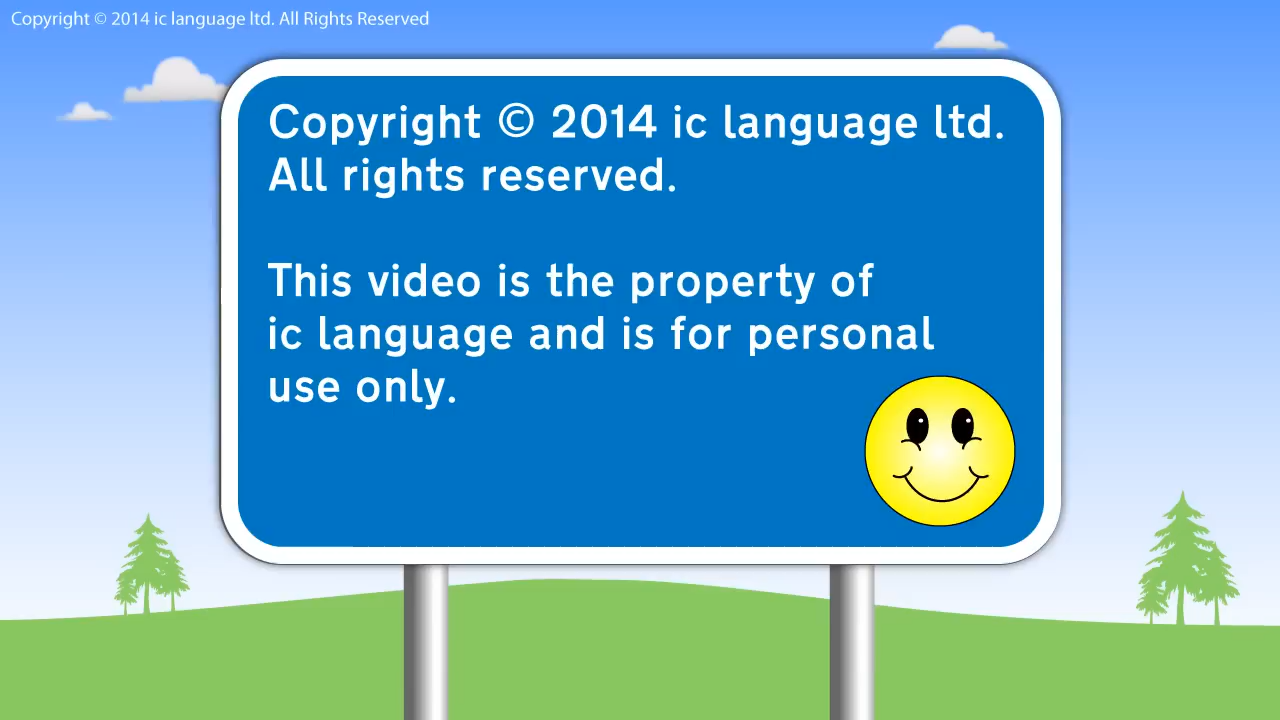 Copyright © 2014 ic language ltd. All Rights Reserved
Copyright © 2014 ic language ltd.
All rights reserved.
This video is the property of
ic language and is for personal
use only.